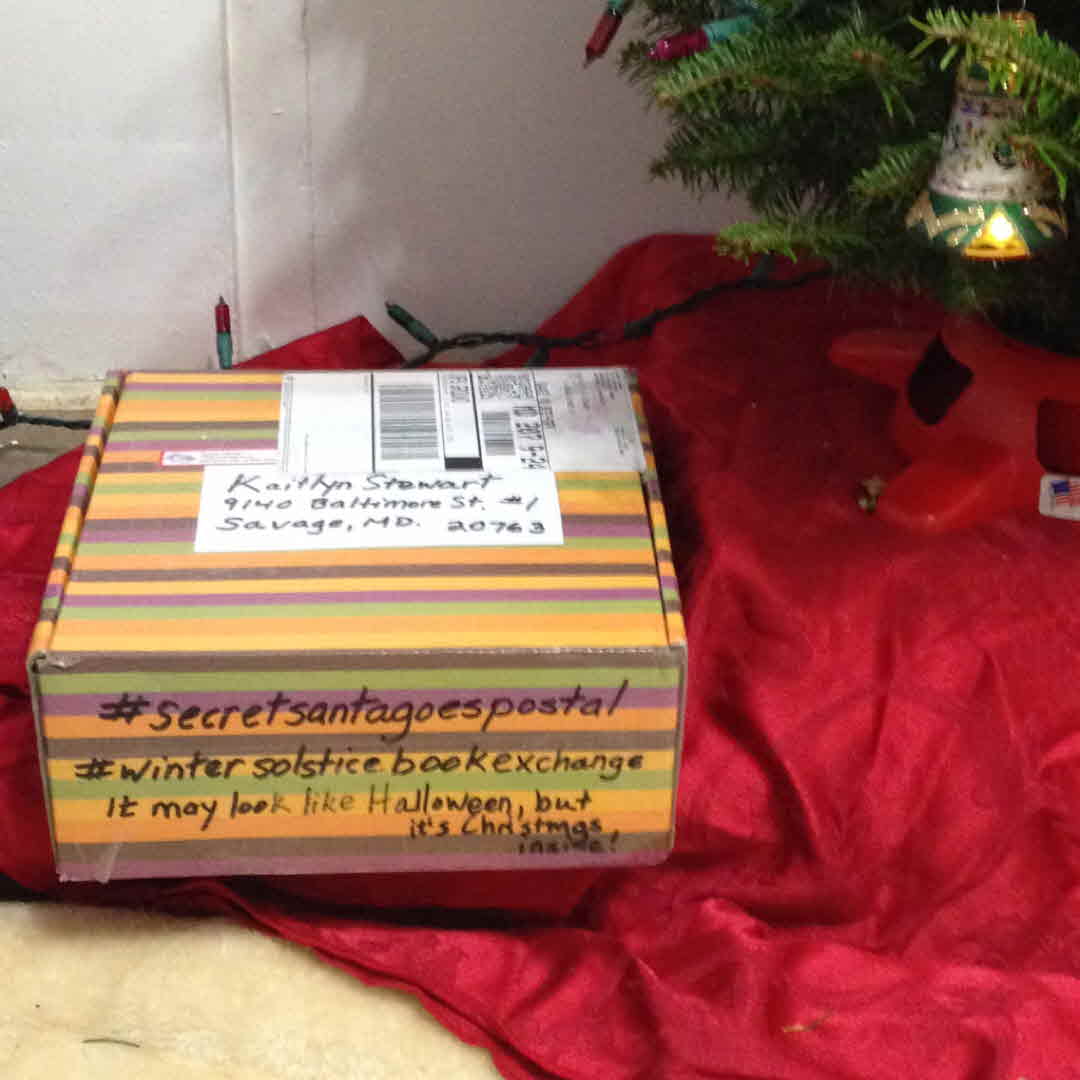 Kaitlyn Stewart
9140 Baltimore St. #1
Savage, MD. 20763
#secretsantagoespostal
#wintersolsticebookexchange
It may look like Halloween, but
it's Christmas,
inside!